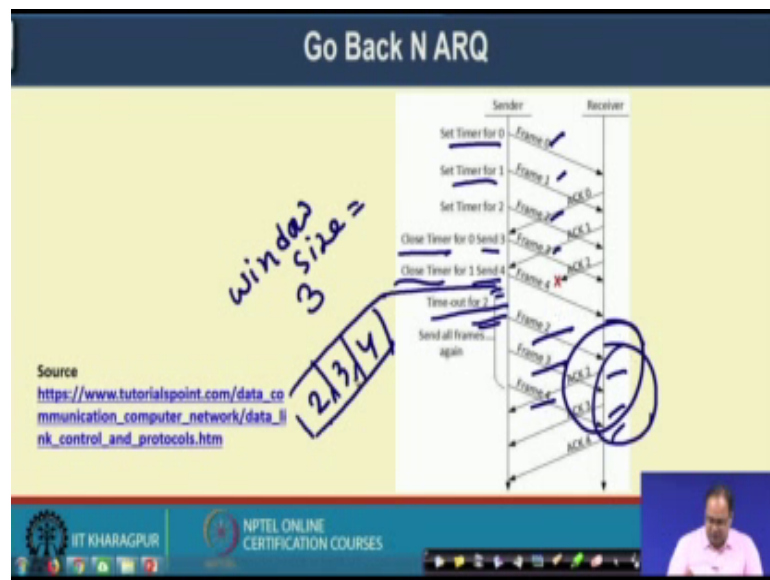 Go Back N ARQ
Sender
Receiver
Set Timer for 0
Frame 0
Set Timer for 1
Frame 1
ACK 0
Set Timer for 2
Frame 2
ACK 1
Close Timer for 0 Send 3
Frame 3
ACK 2
Close Timer for 1 Send 4
X
Frame 4
Time-out for 2
Frame 2
Send all frames
again
Frame 3
ACK 2
Frame 4
ACK 3
ACK 4
window
size =
3
2, 3, 4
Source
https://www.tutorialspoint.com/data_co
mmunication_computer_network/data_li
nk_control_and_protocols.htm
IIT KHARAGPUR
NPTEL ONLINE
CERTIFICATION COURSES